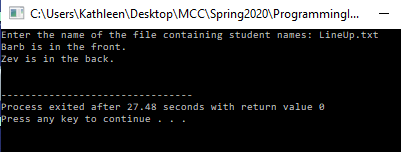 C:\Users\Kathleen\Desktop\MCC\Spring2020\ProgrammingI...
Enter the name of the file containing student names: LineUp.txt
Barb is in the front.
Zev is in the back.
--------------------------------
Process exited after 27.48 seconds with return value 0
Press any key to continue . . .